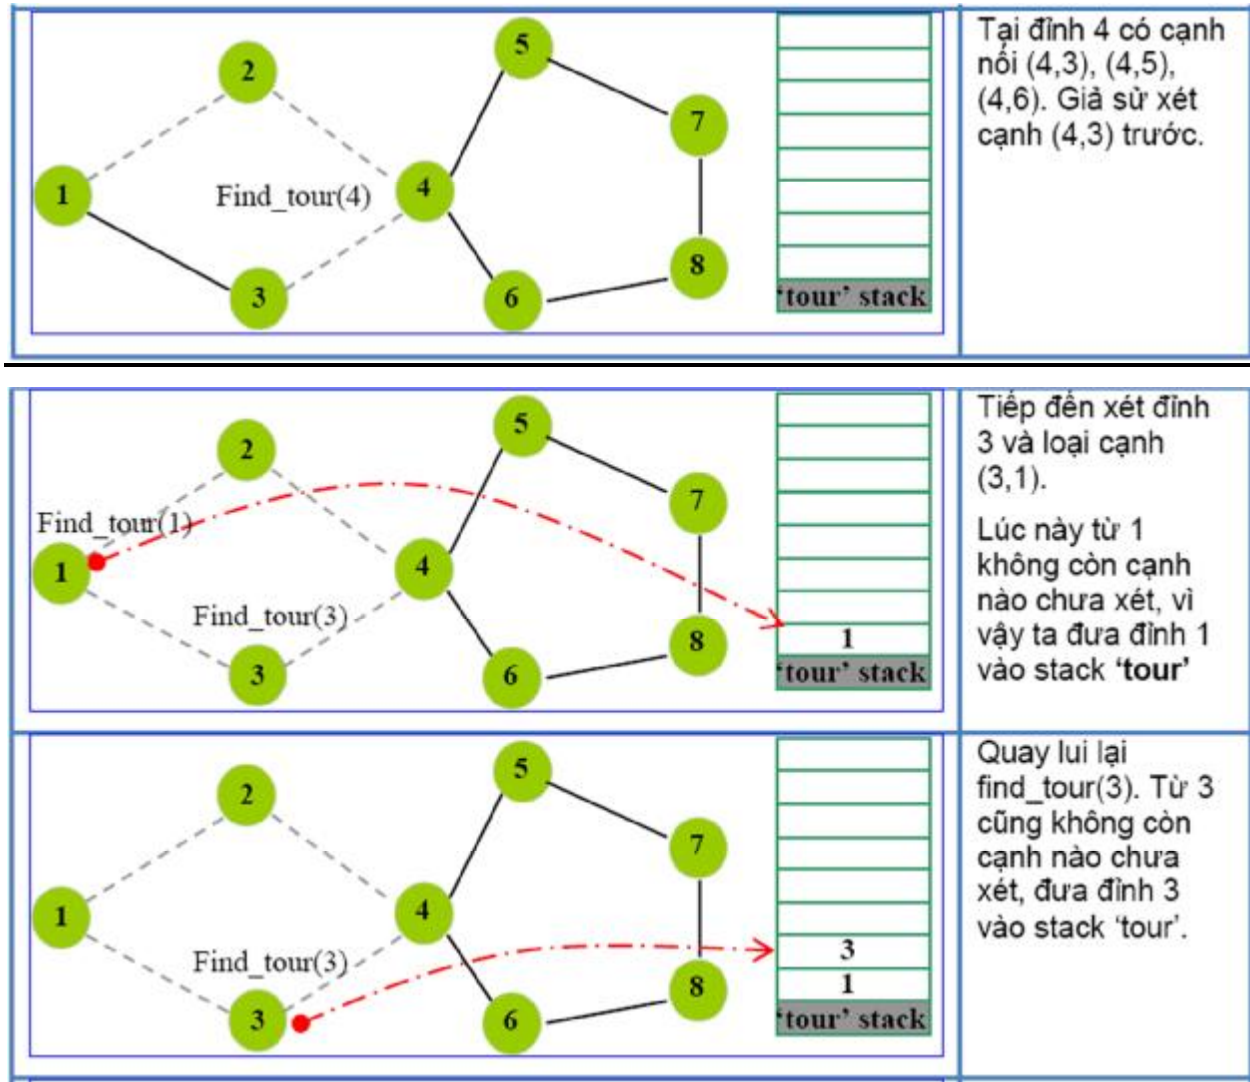 Tại đỉnh 4 có cạnh
nối (4,3), (4,5),
(4,6). Giả sử xét
cạnh (4,3) trước.
5
2
7
1
Find_tour(4)
4
8
3
6
'tour' stack
Tiếp đến xét đỉnh
3 và loại cạnh
(3,1).
Lúc này từ 1
không còn cạnh
nào chưa xét, vì
vậy ta đưa đỉnh 1
vào stack 'tour'
5
2
7
Find_tour(1)
1
4
Find_tour(3)
8
3
6
1
'tour' stack
Quay lui lại
find_tour(3). Từ 3
cũng không còn
cạnh nào chưa
xét, đưa đỉnh 3
vào stack 'tour'.
5
2
7
1
4
Find_tour(3)
8
3
6
3
1
'tour' stack